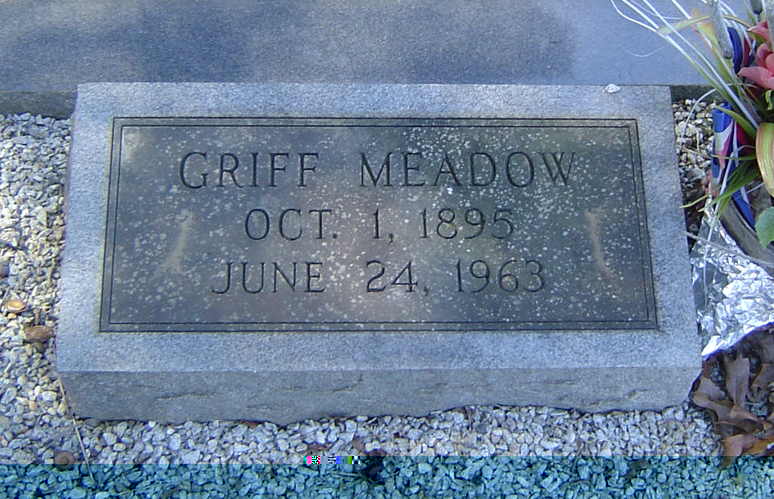 GRIFF MEADOW
OCT. 1, 1895
JUNE 24, 1963